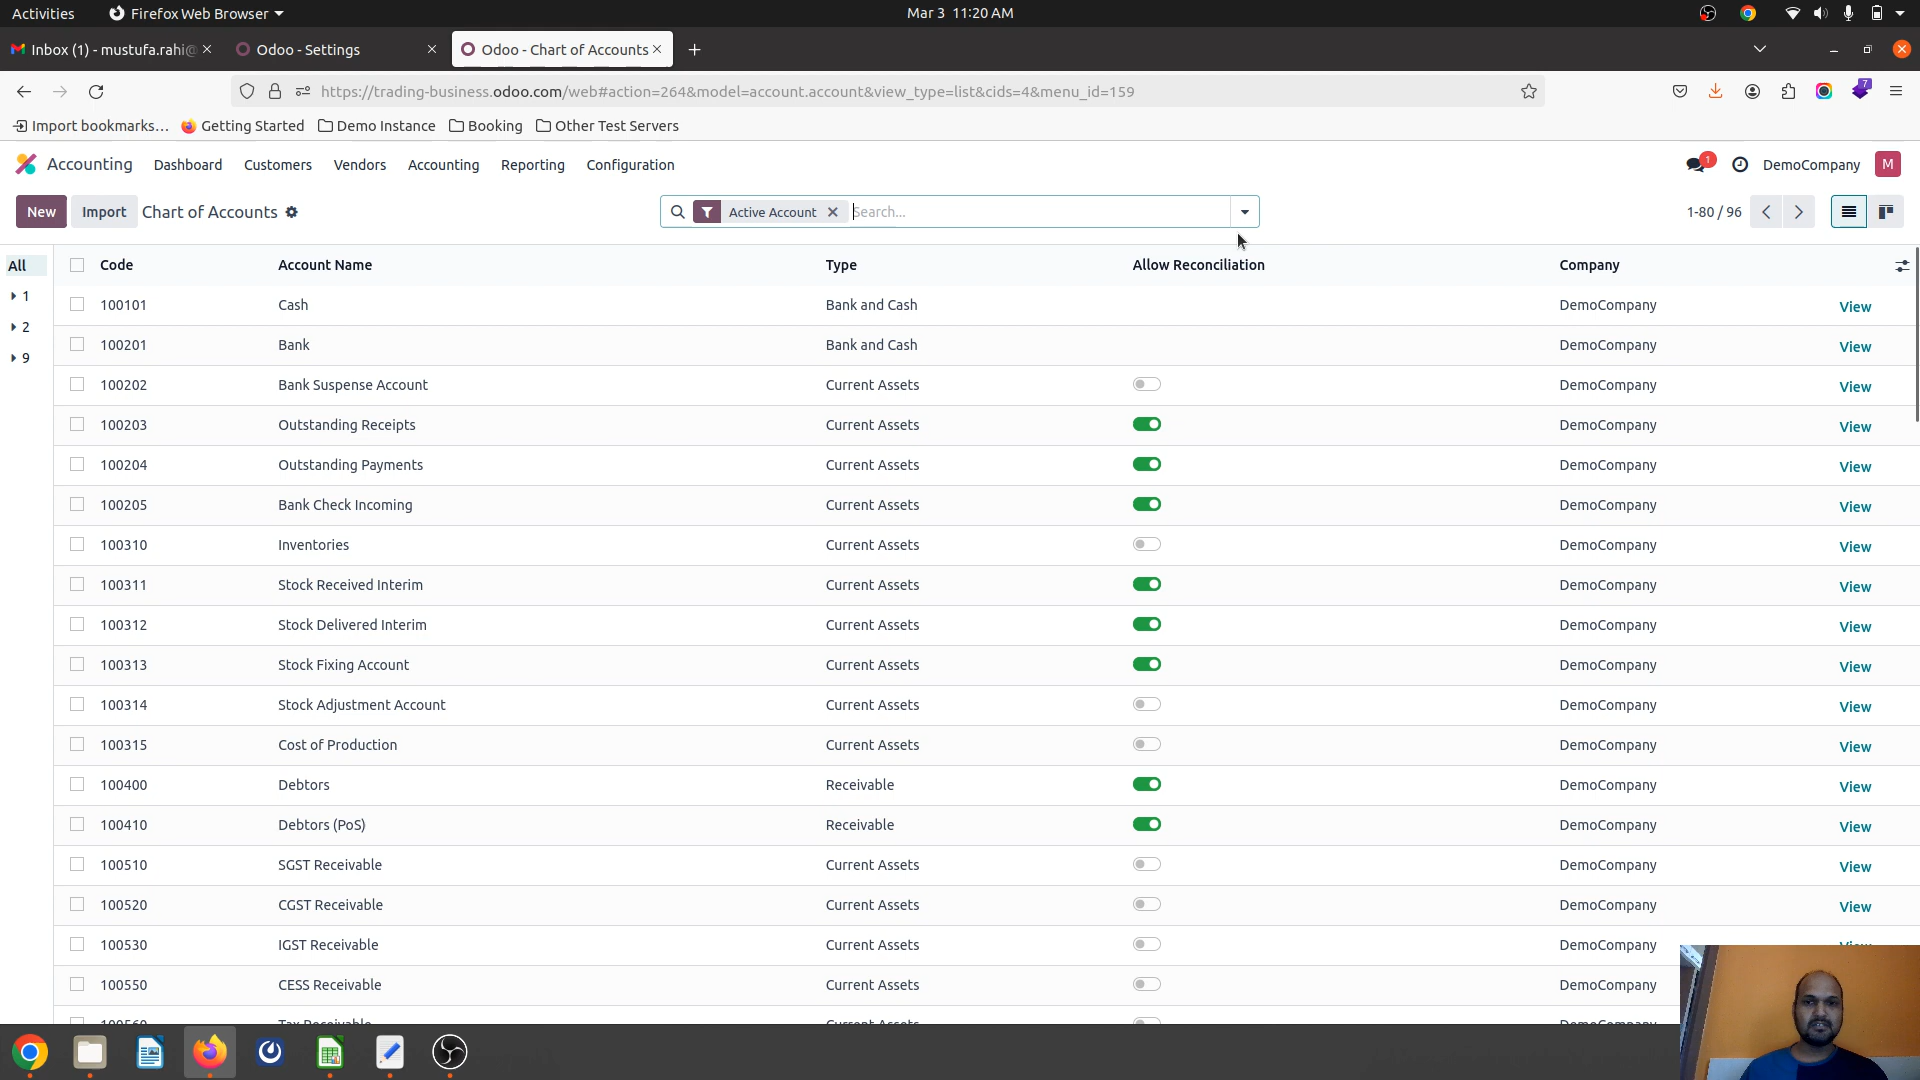 Activities Firefox Web Browser Mar 3 11:20 AM
Inbox (1) - mustufa.rahi@ Odoo - Settings Odoo - Chart of Accounts
https://trading-business.odoo.com/web#action=264&model=account.account&view_type=list&cids=4&menu_id=159 7
Import bookmarks... Getting Started Demo Instance Booking Other Test Servers
Accounting Dashboard Customers Vendors Accounting Reporting Configuration 1 DemoCompany M
New Import Chart of Accounts Active Account Search... 1-80 / 96
All Code Account Name Type Allow Reconciliation Company
1 100101 Cash Bank and Cash DemoCompany View
2 100201 Bank Bank and Cash DemoCompany View
9 100202 Bank Suspense Account Current Assets DemoCompany View
100203 Outstanding Receipts Current Assets DemoCompany View
100204 Outstanding Payments Current Assets DemoCompany View
100205 Bank Check Incoming Current Assets DemoCompany View
100310 Inventories Current Assets DemoCompany View
100311 Stock Received Interim Current Assets DemoCompany View
100312 Stock Delivered Interim Current Assets DemoCompany View
100313 Stock Fixing Account Current Assets DemoCompany View
100314 Stock Adjustment Account Current Assets DemoCompany View
100315 Cost of Production Current Assets DemoCompany View
100400 Debtors Receivable DemoCompany View
100410 Debtors (PoS) Receivable DemoCompany View
100510 SGST Receivable Current Assets DemoCompany View
100520 CGST Receivable Current Assets DemoCompany View
100530 IGST Receivable Current Assets DemoCompany
100550 CESS Receivable Current Assets DemoCompany
100560 Tax Receivable Current Assets DemoCompany